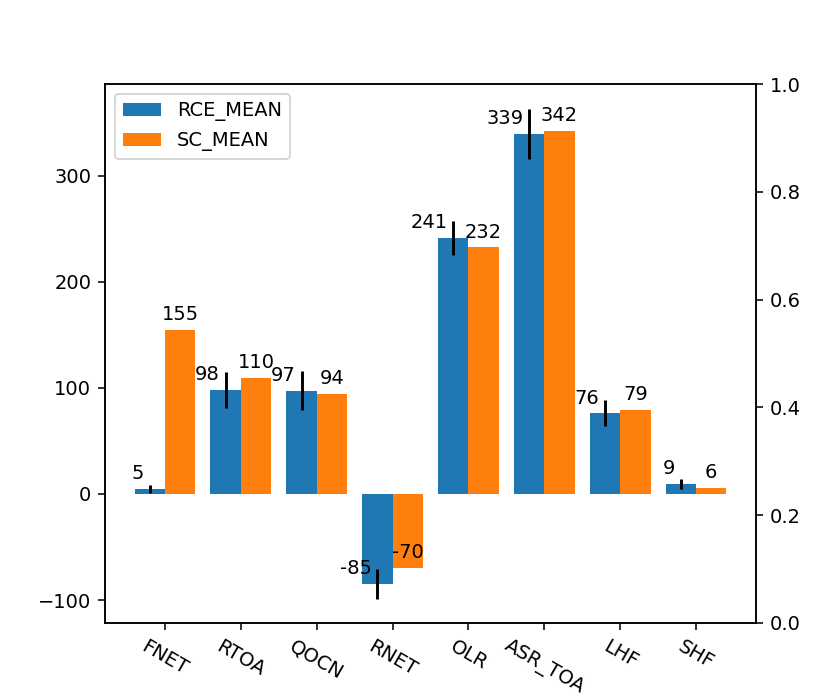 RCE_MEAN
SC_MEAN
339
342
241
232
155
98
110
97
94
76
79
5
9
6
-85
-70
300
200
100
0
−100
1.0
0.8
0.6
0.4
0.2
0.0
FNET
RTOA
QOCN
RNET
OLR
ASR_TOA
LHF
SHF